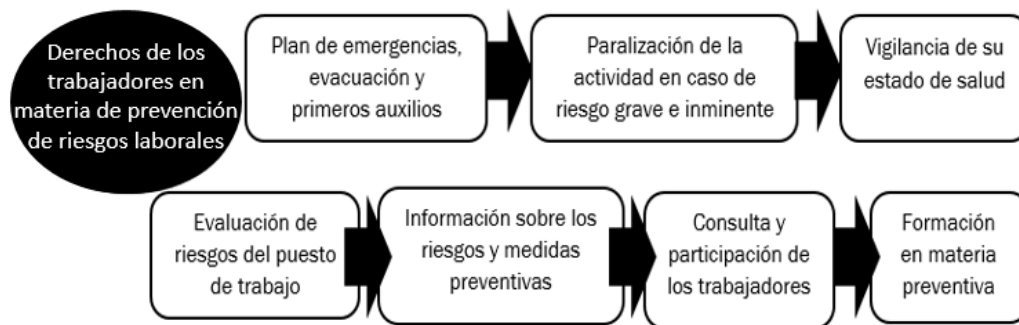 Derechos de los
trabajadores en
materia de prevención
de riesgos laborales
Plan de emergencias,
evacuación y
primeros auxilios
Paralización de la
actividad en caso de
riesgo grave e inminente
Vigilancia de su
estado de salud
Evaluación de
riesgos del puesto
de trabajo
Información sobre los
riesgos y medidas
preventivas
Consulta y
participación de
los trabajadores
Formación
en materia
preventiva